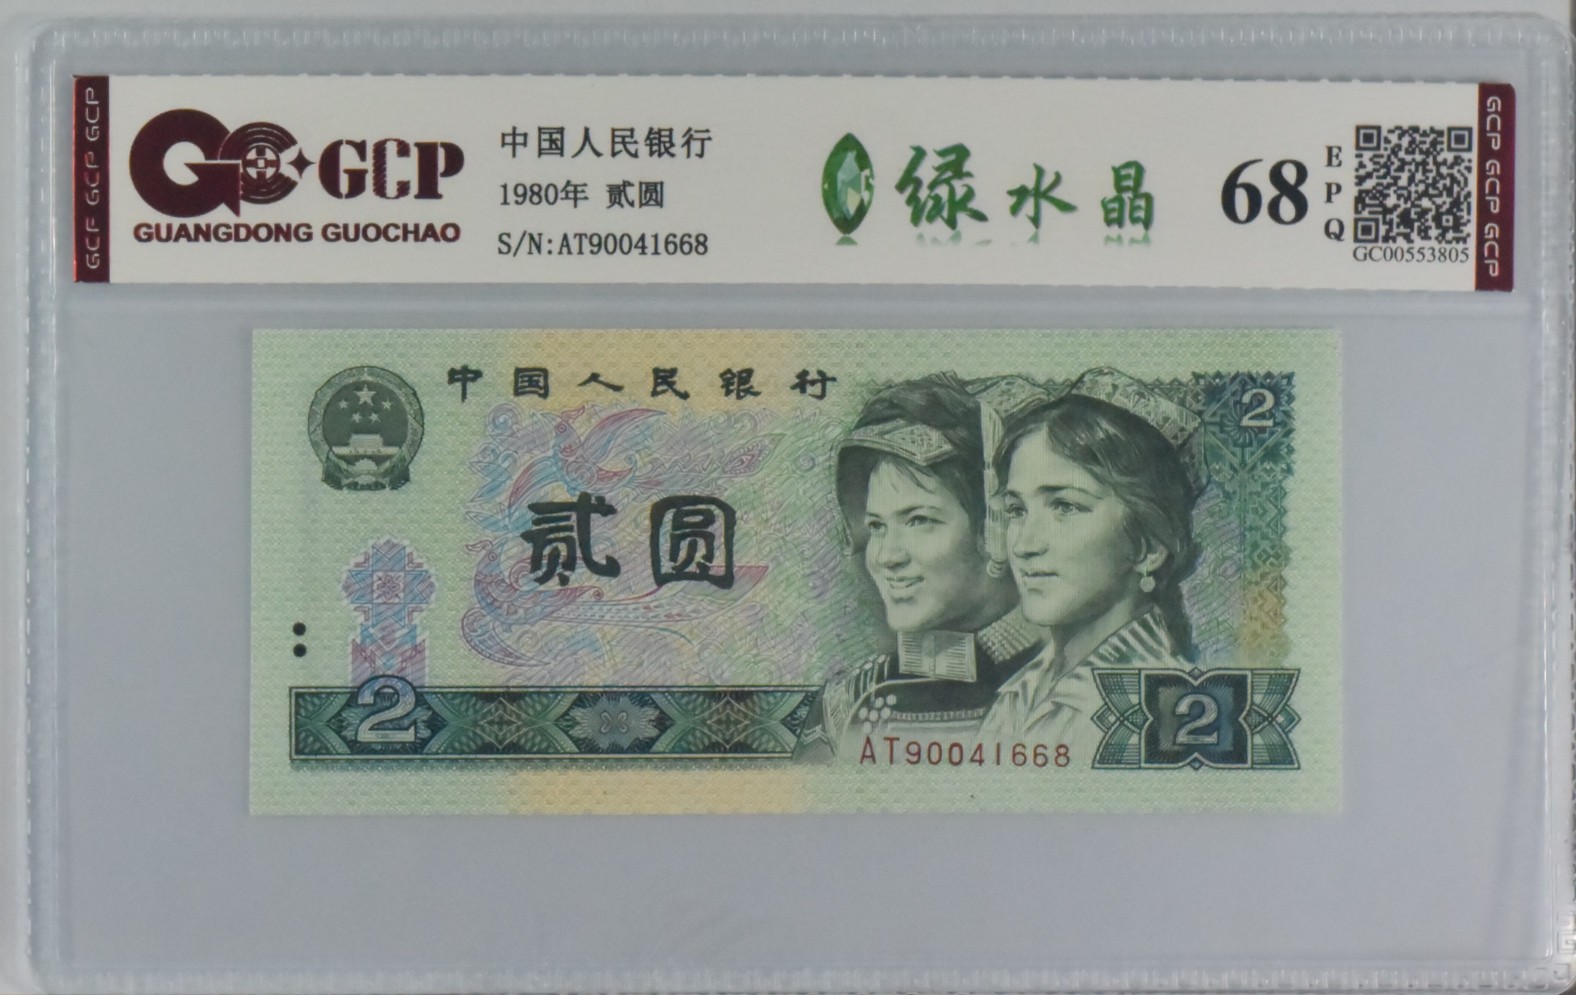 GCP GCP GCP
GCP
GUANGDONG GUOCHAO
中国人民银行
1980年 贰圆
S/N:AT90041668
绿水晶
68
EPQ
GC00553805
GCP GCP GCP
中国人民银行
2
贰圆
2
2
AT90041668